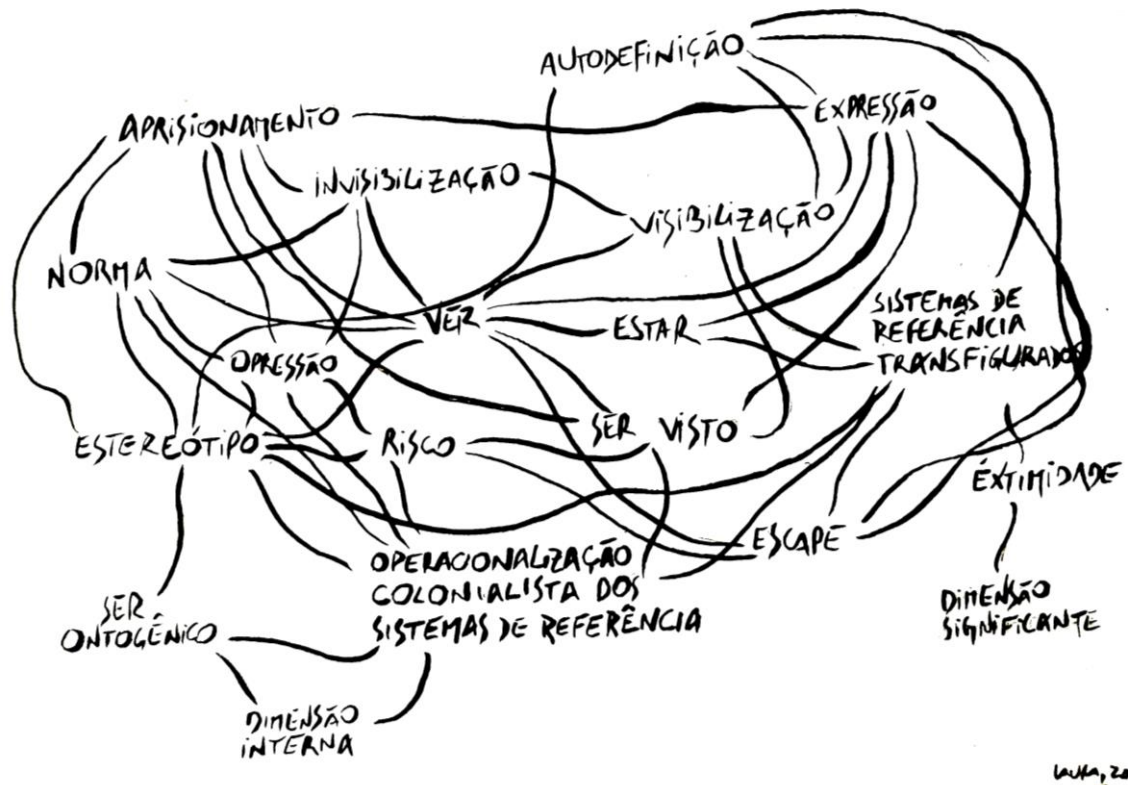 AUTODEFINIÇÃO
APRISIONAMENTO
EXPRESSÃO
INVISIBILIZAÇÃO
VISIBILIZAÇÃO
NORMA
VER
ESTAR
SISTEMAS DE
REFERÊNCIA
TRANSFIGURADOS
OPRESSÃO
ESTEREÓTIPO
RISCO
SER VISTO
ÉXTIMIDADE
ESCAPE
OPERACIONALIZAÇÃO
COLONIALISTA DOS
SISTEMAS DE REFERÊNCIA
SER
ONTOGÊNICO
DIMENSÃO
SIGNIFICANTE
DIMENSÃO
INTERNA